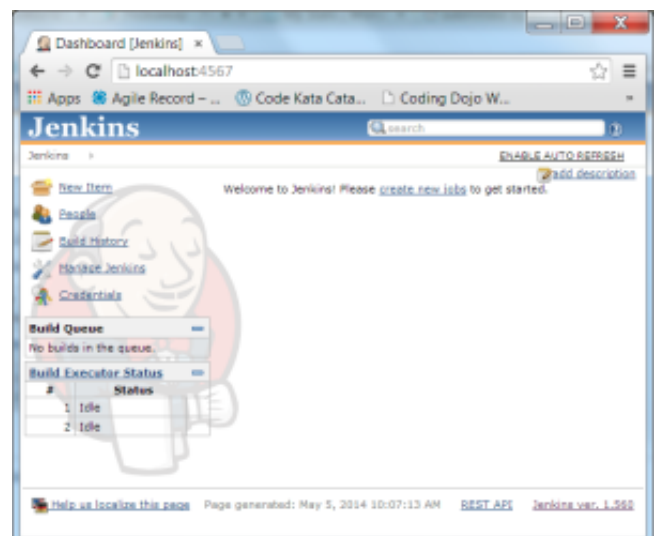 Dashboard [Jenkins]
localhost:4567
Apps Agile Record – ... Code Kata Cata... Coding Dojo W...
Jenkins search
Jenkins ENABLE AUTO REFRESH
add description
New Item Welcome to Jenkins! Please create new jobs to get started.
People
Build History
Manage Jenkins
Credentials
Build Queue
No builds in the queue.
Build Executor Status
# Status
1 Idle
2 Idle
Help us localize this page Page generated: May 5, 2014 10:07:13 AM REST API Jenkins ver. 1.560